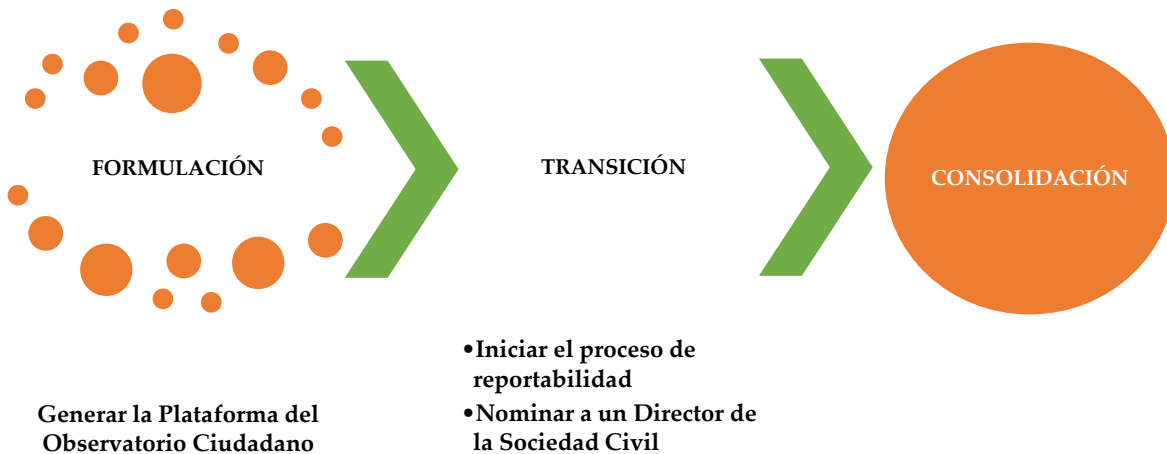 FORMULACIÓN
TRANSICIÓN
CONSOLIDACIÓN
Generar la Plataforma del
Observatorio Ciudadano
•Iniciar el proceso de
reportabilidad
•Nominar a un Director de
la Sociedad Civil